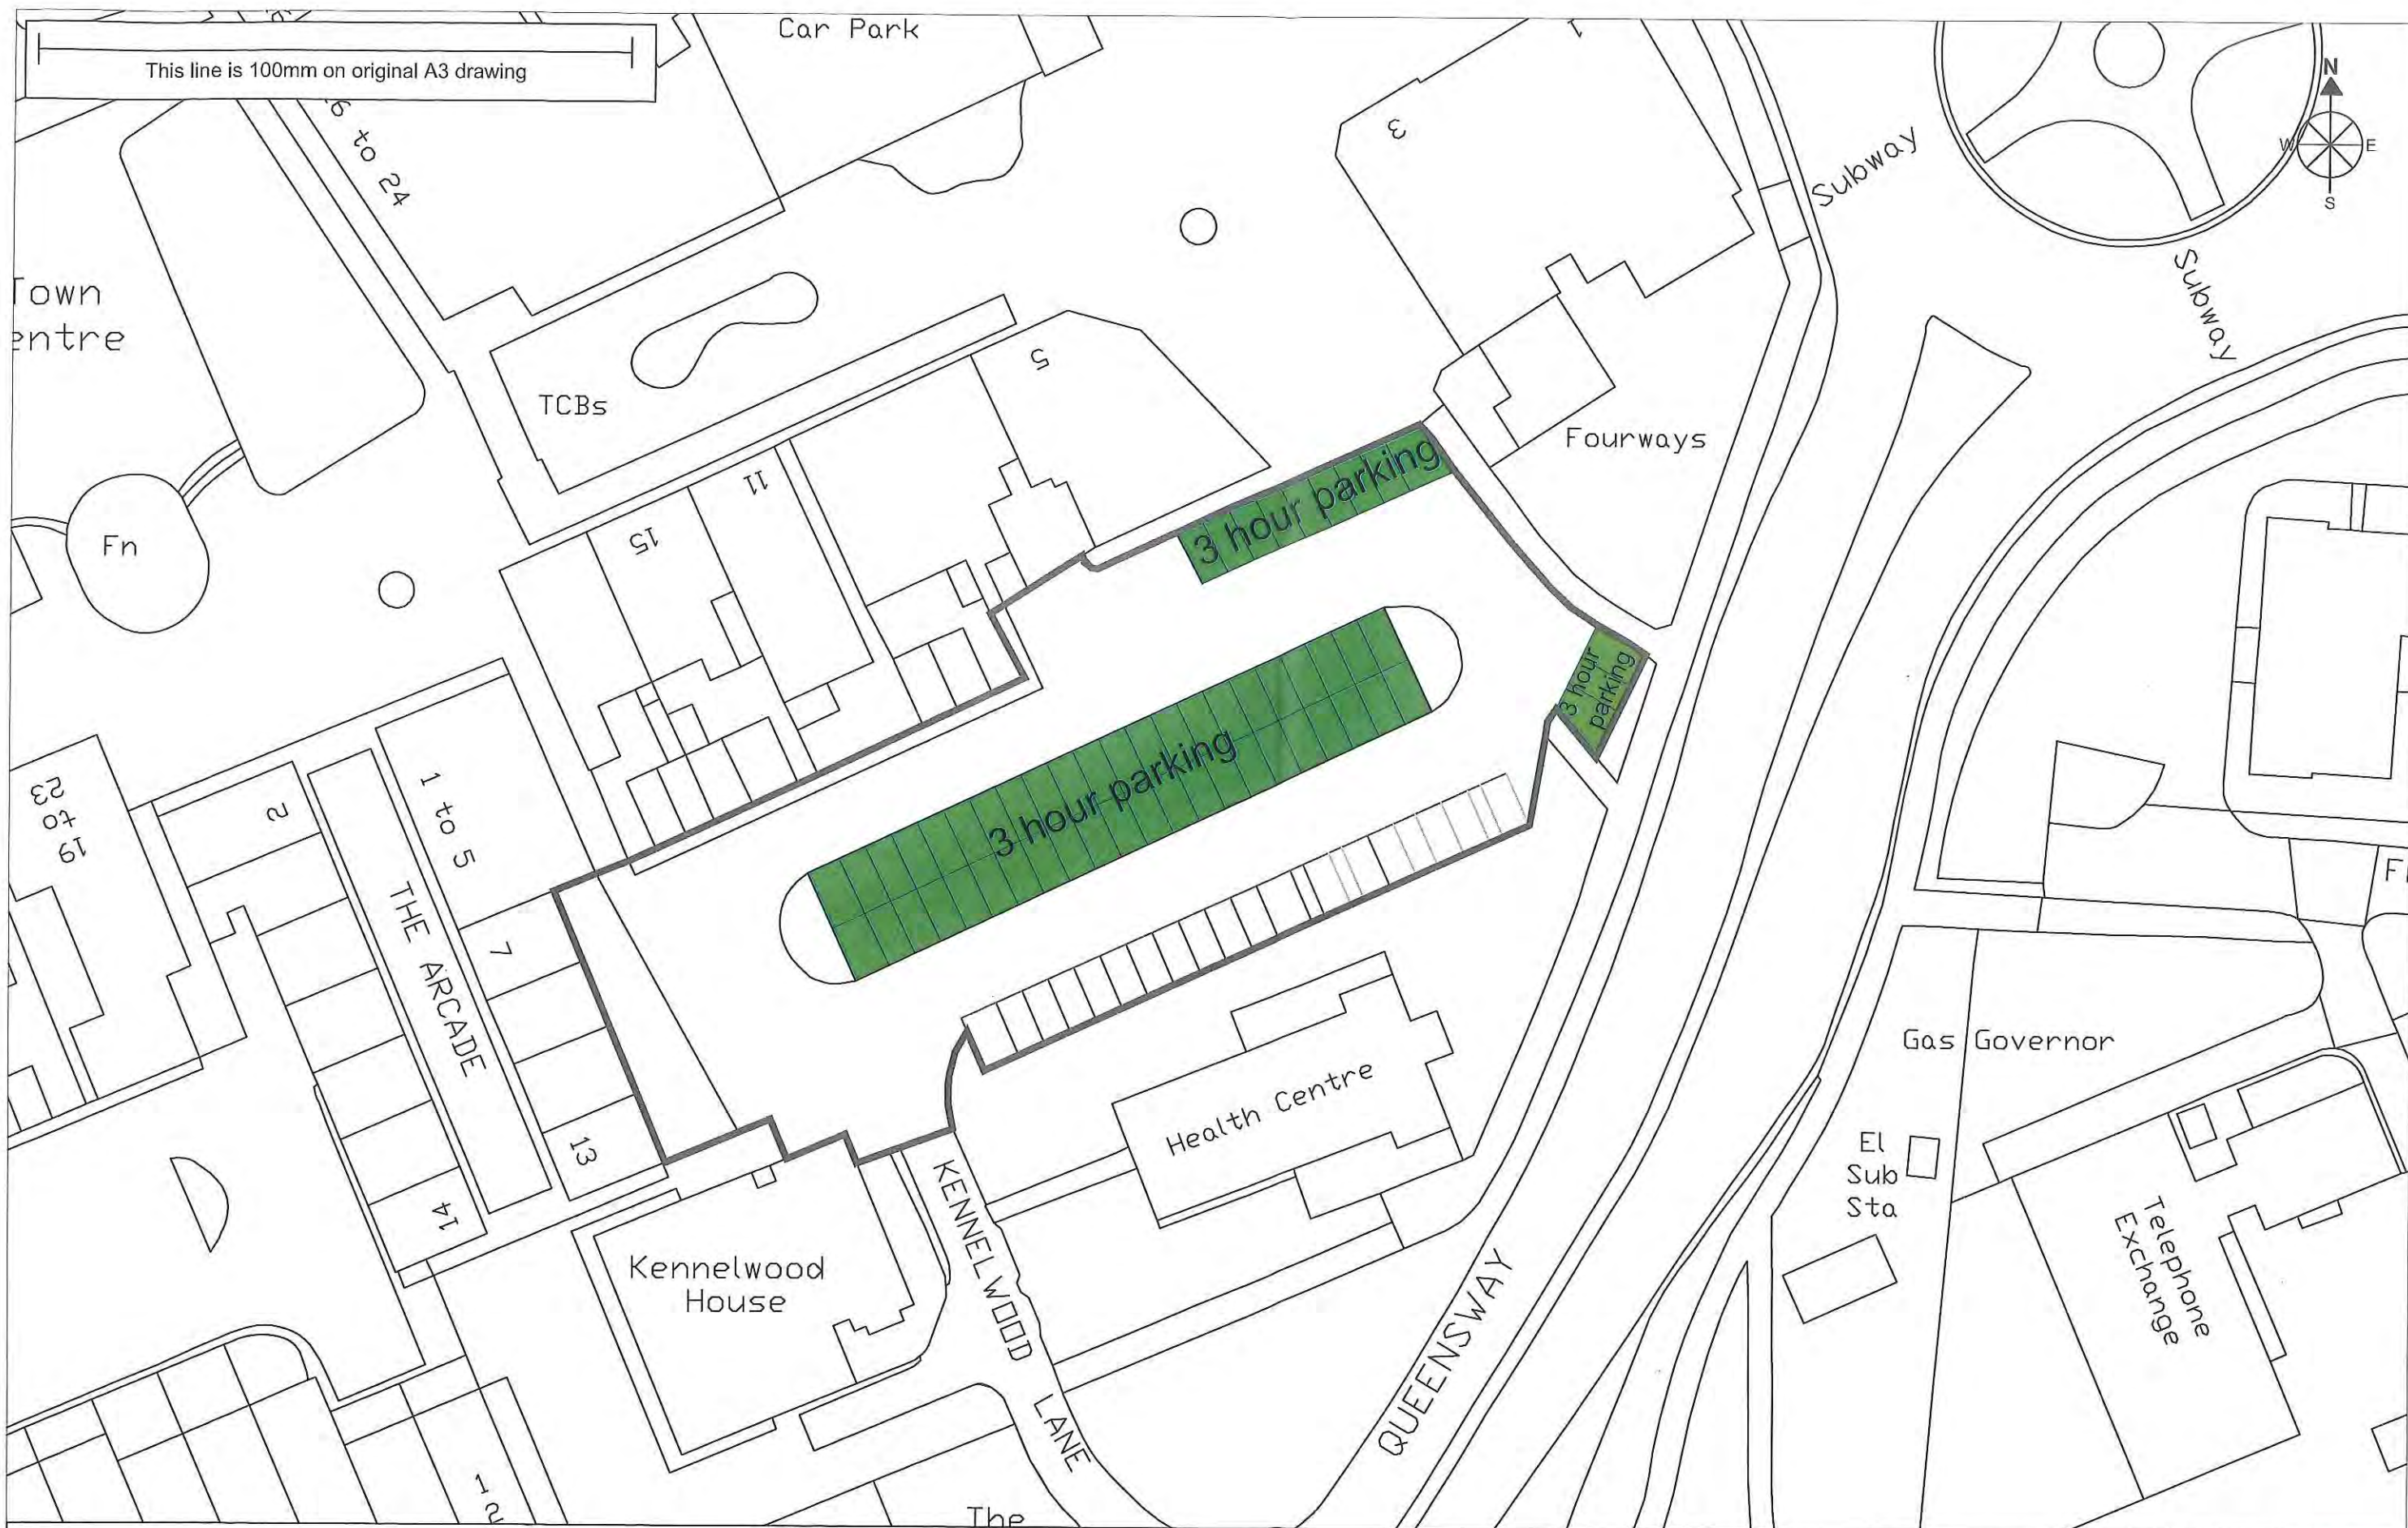 This line is 100mm on original A3 drawing
Car Park
1
N
W
E
S
6 to 24
3
Subway
Subway
Town
entre
TCBs
5
Fourways
11
15
Fn
3 hour parking
3 hour
parking
3 hour parking
19
to
23
2
1 to 5
THE ARCADE
7
13
14
Health Centre
Gas Governor
El
Sub
Sta
Telephone
Exchange
Kennelwood
House
KENNELWOOD LANE
QUEENSWAY
12
The